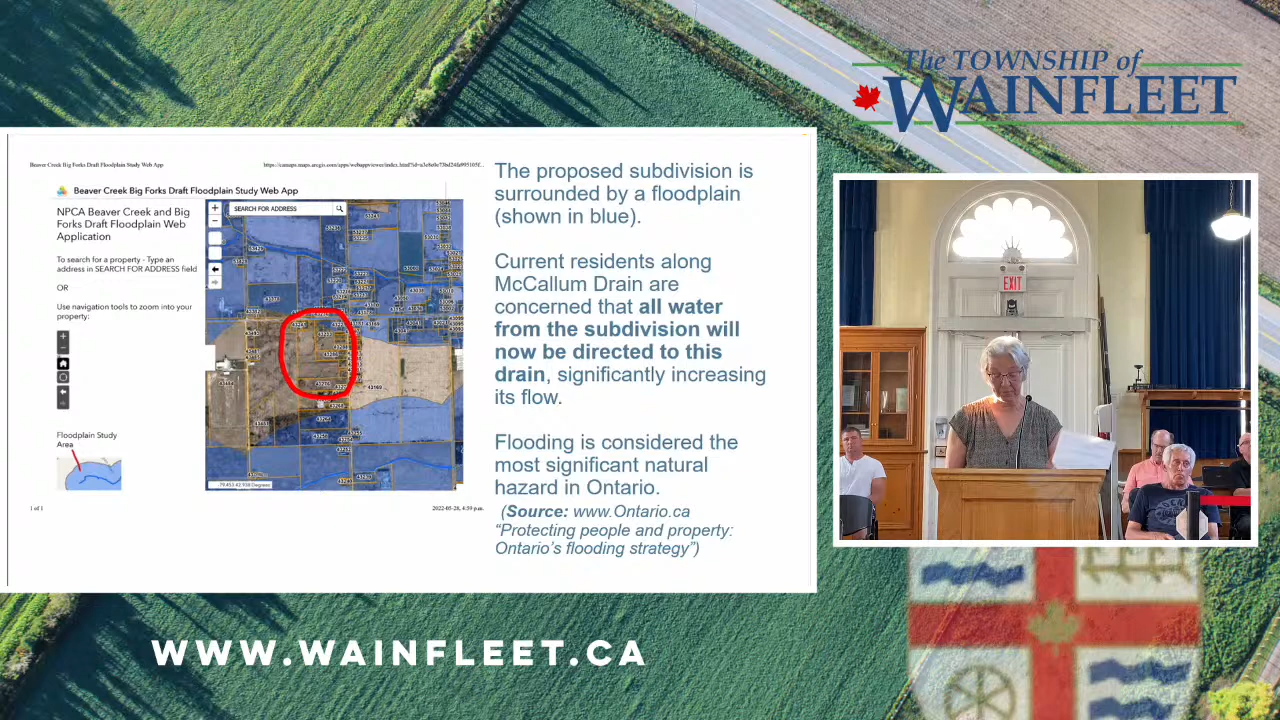 The TOWNSHIP of
WAINFLEET
Beaver Creek Big Forks Draft Floodplain Study Web App
Beaver Creek Big Forks Draft Floodplain Study Web App
NPCA Beaver Creek and Big
Forks Draft Floodplain Web
Application
To search for a property - Type an
address in SEARCH FOR ADDRESS field
OR
Use navigation tools to zoom into your
property:
Floodplain Study
Area
SEARCH FOR ADDRESS
43169
1 of 1
2022-05-28, 4:59 p.m.
The proposed subdivision is
surrounded by a floodplain
(shown in blue).
Current residents along
McCallum Drain are
concerned that all water
from the subdivision will
now be directed to this
drain, significantly increasing
its flow.
Flooding is considered the
most significant natural
hazard in Ontario.
(Source: www.Ontario.ca
“Protecting people and property:
Ontario’s flooding strategy”)
EXIT
WWW.WAINFLEET.CA